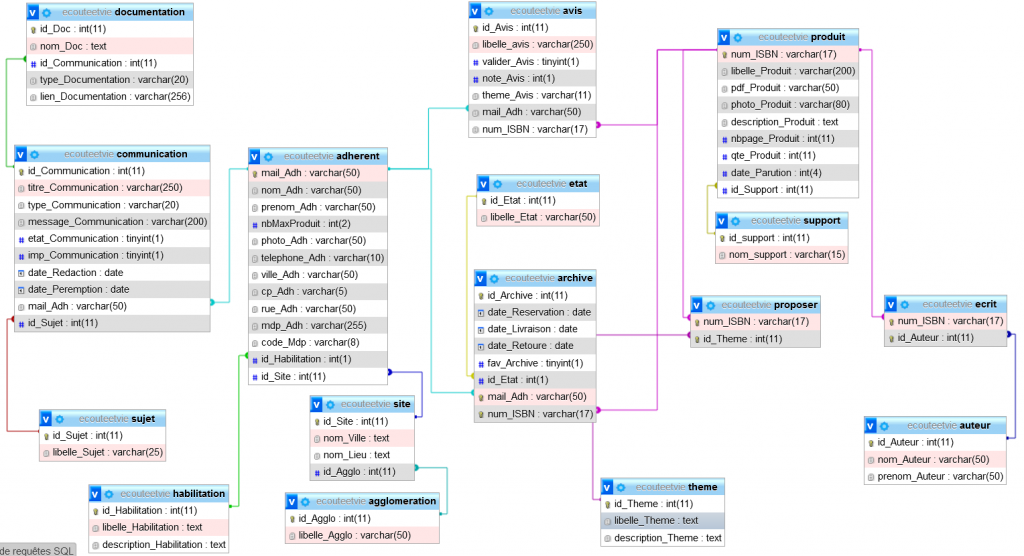 ecouteetvie documentation
id_Doc : int(11)
nom_Doc : text
id_Communication : int(11)
type_Documentation : varchar(20)
lien_Documentation : varchar(256)
ecouteetvie communication
id_Communication : int(11)
titre_Communication : varchar(250)
type_Communication : varchar(20)
message_Communication : varchar(200)
etat_Communication : tinyint(1)
imp_Communication : tinyint(1)
date_Redaction : date
date_Peremption : date
mail_Adh : varchar(50)
id_Sujet : int(11)
ecouteetvie sujet
id_Sujet : int(11)
libelle_Sujet : varchar(25)
ecouteetvie habilitation
id_Habilitation : int(11)
libelle_Habilitation : text
description_Habilitation : text
ecouteetvie adherent
mail_Adh : varchar(50)
nom_Adh : varchar(50)
prenom_Adh : varchar(50)
nbMaxProduit : int(2)
photo_Adh : varchar(50)
telephone_Adh : varchar(10)
ville_Adh : varchar(50)
cp_Adh : varchar(5)
rue_Adh : varchar(50)
mdp_Adh : varchar(255)
code_Mdp : varchar(8)
id_Habilitation : int(1)
id_Site : int(11)
ecouteetvie site
id_Site : int(11)
nom_Ville : text
nom_Lieu : text
id_Agglo : int(11)
ecouteetvie agglomeration
id_Agglo : int(11)
libelle_Agglo : varchar(50)
ecouteetvie avis
id_Avis : int(11)
libelle_avis : varchar(250)
valider_Avis : tinyint(1)
note_Avis : int(1)
theme_Avis : varchar(11)
mail_Adh : varchar(50)
num_ISBN : varchar(17)
ecouteetvie etat
id_Etat : int(11)
libelle_Etat : varchar(50)
ecouteetvie archive
id_Archive : int(11)
date_Reservation : date
date_Livraison : date
date_Retoure : date
fav_Archive : tinyint(1)
id_Etat : int(1)
mail_Adh : varchar(50)
num_ISBN : varchar(17)
ecouteetvie produit
num_ISBN : varchar(17)
libelle_Produit : varchar(200)
pdf_Produit : varchar(50)
photo_Produit : varchar(80)
description_Produit : text
nbpage_Produit : int(11)
qte_Produit : int(11)
date_Parution : int(4)
id_Support : int(11)
ecouteetvie support
id_support : int(11)
nom_support : varchar(15)
ecouteetvie proposer
num_ISBN : varchar(17)
id_Theme : int(11)
ecouteetvie ecrit
num_ISBN : varchar(17)
id_Auteur : int(11)
ecouteetvie auteur
id_Auteur : int(11)
nom_Auteur : varchar(50)
prenom_Auteur : varchar(50)
ecouteetvie theme
id_Theme : int(11)
libelle_Theme : text
description_Theme : text
de requêtes SQL